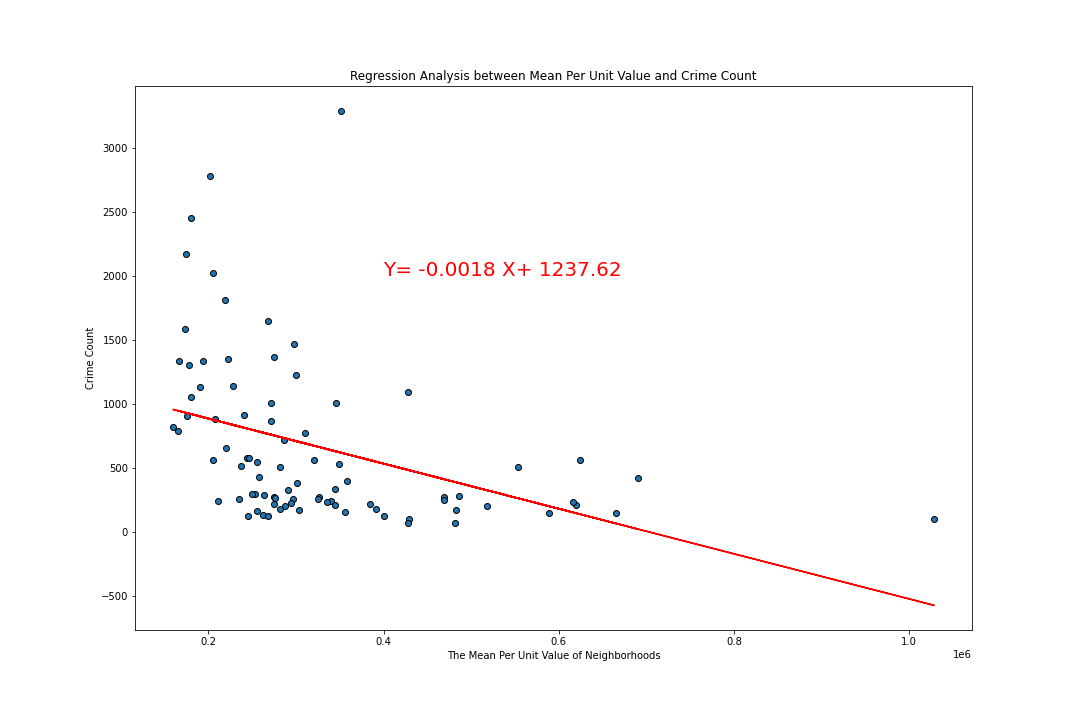 Regression Analysis between Mean Per Unit Value and Crime Count
3000
2500
2000
1500
1000
500
0
−500
Crime Count
Y= -0.0018 X+ 1237.62
0.2 0.4 0.6 0.8 1.0
1e6
The Mean Per Unit Value of Neighborhoods